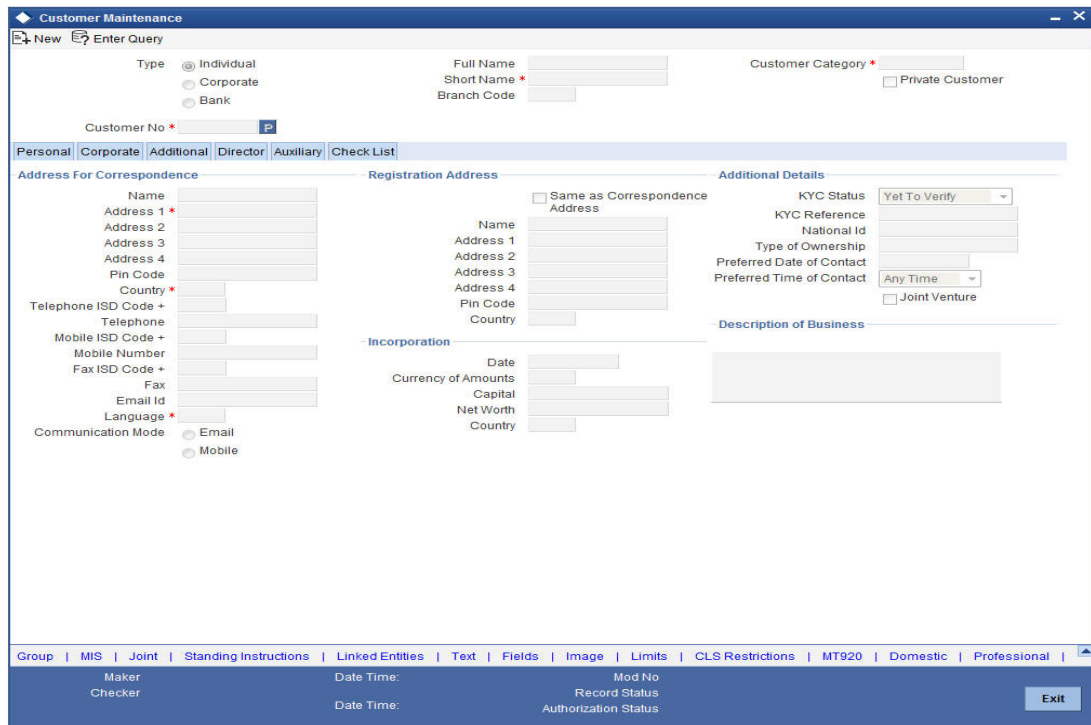 Customer Maintenance
New Enter Query
Type Individual
Corporate
Bank
Customer No * P
Full Name
Short Name *
Branch Code
Customer Category *
Private Customer
Personal Corporate Additional Director Auxiliary Check List
Address For Correspondence
Name
Address 1 *
Address 2
Address 3
Address 4
Pin Code
Country *
Telephone ISD Code +
Telephone
Mobile ISD Code +
Mobile Number
Fax ISD Code +
Fax
Email Id
Language *
Communication Mode Email
Mobile
Registration Address
Same as Correspondence
Address
Name
Address 1
Address 2
Address 3
Address 4
Pin Code
Country
Incorporation
Date
Currency of Amounts
Capital
Net Worth
Country
Additional Details
KYC Status Yet To Verify
KYC Reference
National Id
Type of Ownership
Preferred Date of Contact
Preferred Time of Contact Any Time
Joint Venture
Description of Business
Group | MIS | Joint | Standing Instructions | Linked Entities | Text | Fields | Image | Limits | CLS Restrictions | MT920 | Domestic | Professional |
Maker Date Time: Mod No
Checker Record Status
Date Time: Authorization Status
Exit